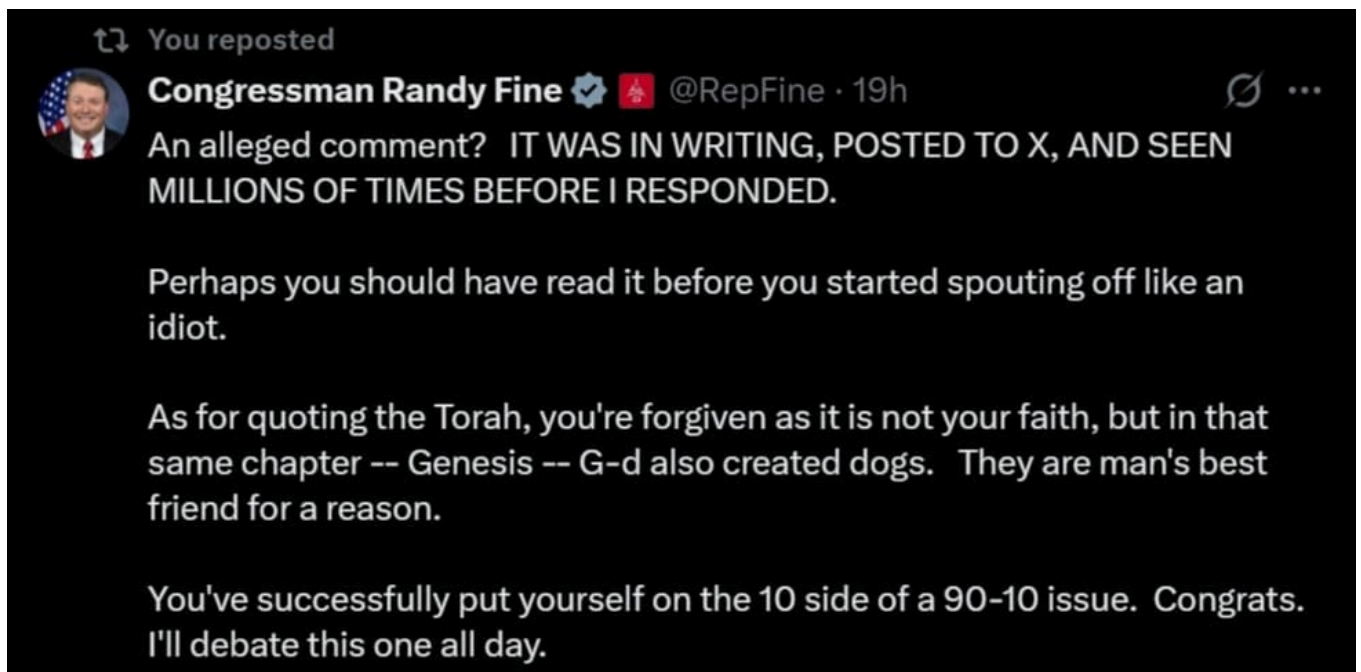 You reposted
Congressman Randy Fine @RepFine · 19h
An alleged comment?   IT WAS IN WRITING, POSTED TO X, AND SEEN
MILLIONS OF TIMES BEFORE I RESPONDED.
Perhaps you should have read it before you started spouting off like an
idiot.
As for quoting the Torah, you're forgiven as it is not your faith, but in that
same chapter -- Genesis -- G-d also created dogs.   They are man's best
friend for a reason.
You've successfully put yourself on the 10 side of a 90-10 issue.  Congrats.
I'll debate this one all day.